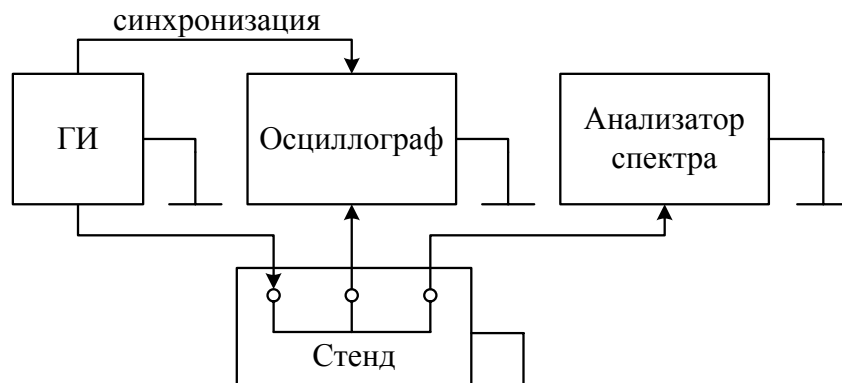 синхронизация
ГИ
Осциллограф
Анализатор
спектра
Стенд